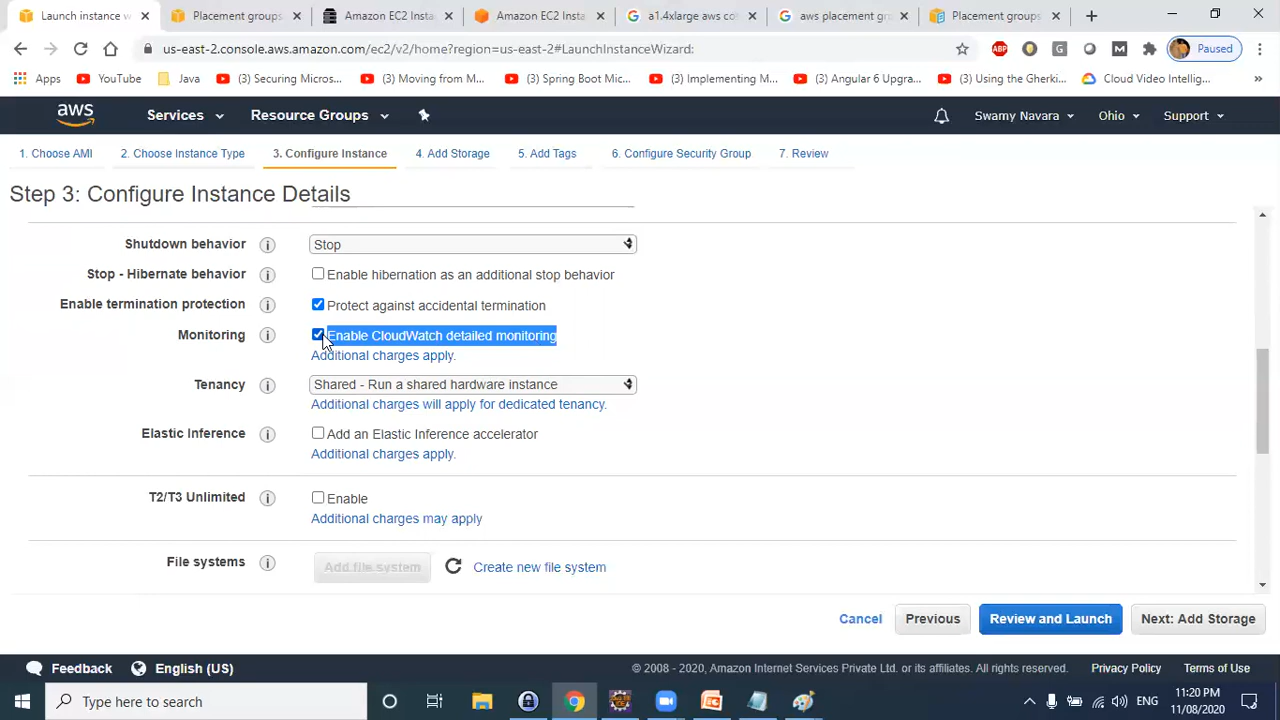 Launch instance w
Placement groups
Amazon EC2 Insta
Amazon EC2 Insta
a1.4xlarge aws co
aws placement gr
Placement groups
us-east-2.console.aws.amazon.com/ec2/v2/home?region=us-east-2#LaunchInstanceWizard:
ABP
G
M
Paused
Apps
YouTube
Java
(3) Securing Micros...
(3) Moving from M...
(3) Spring Boot Mic...
(3) Implementing M...
(3) Angular 6 Upgra...
(3) Using the Gherki...
Cloud Video Intellig...
»
aws
Services
Resource Groups
Swamy Navara
Ohio
Support
1. Choose AMI
2. Choose Instance Type
3. Configure Instance
4. Add Storage
5. Add Tags
6. Configure Security Group
7. Review
Step 3: Configure Instance Details
Shutdown behavior
i
Stop
Stop - Hibernate behavior
i
Enable hibernation as an additional stop behavior
Enable termination protection
i
Protect against accidental termination
Monitoring
i
Enable CloudWatch detailed monitoring
Additional charges apply.
Tenancy
i
Shared - Run a shared hardware instance
Additional charges will apply for dedicated tenancy.
Elastic Inference
i
Add an Elastic Inference accelerator
Additional charges apply.
T2/T3 Unlimited
i
Enable
Additional charges may apply
File systems
i
Add file system
Create new file system
Cancel
Previous
Review and Launch
Next: Add Storage
Feedback
English (US)
© 2008 - 2020, Amazon Internet Services Private Ltd. or its affiliates. All rights reserved.
Privacy Policy
Terms of Use
Type here to search
ENG
11:20 PM
11/08/2020